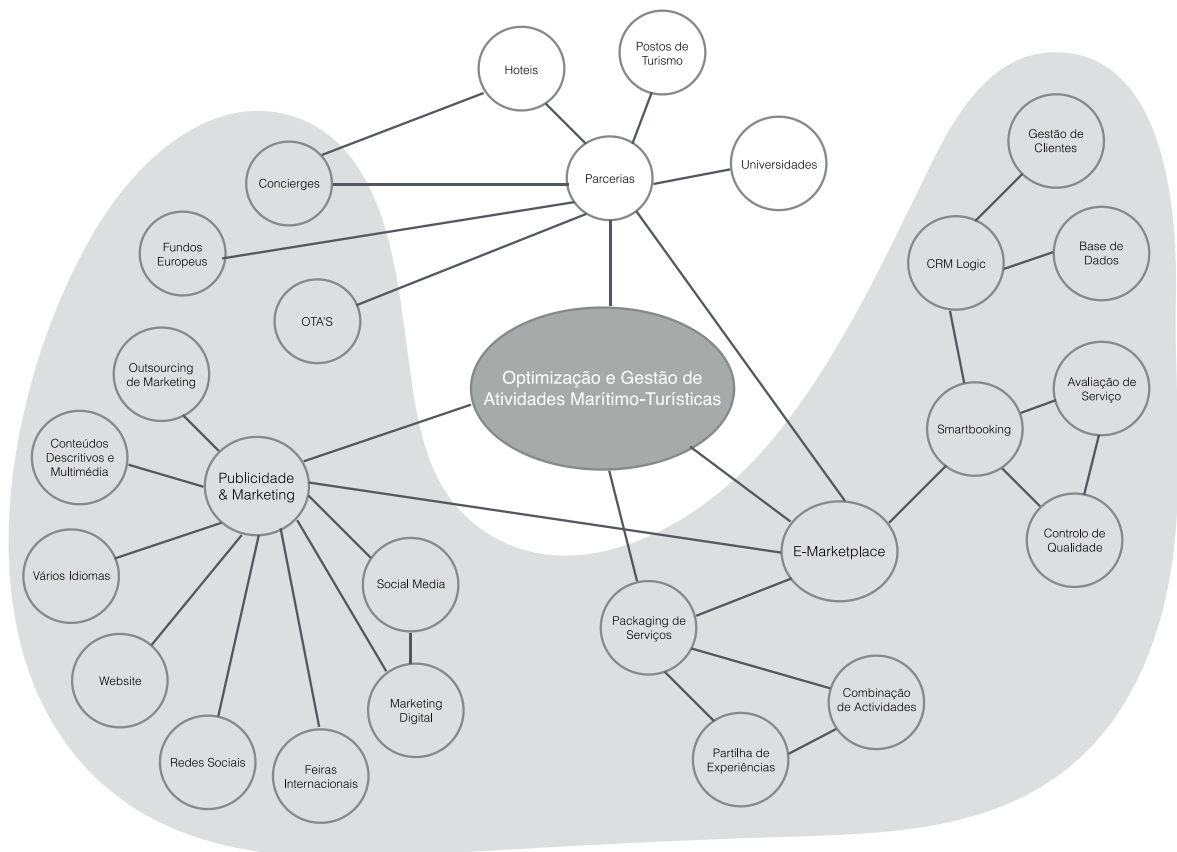 Postos de
Turismo
Hoteis
Gestão de
Clientes
Universidades
Parcerias
Concierges
Fundos
Europeus
CRM Logic
Base de
Dados
OTA'S
Outsourcing
de Marketing
Optimização e Gestão de
Atividades Marítimo-Turísticas
Avaliação de
Serviço
Smartbooking
Conteúdos
Descritivos e
Multimédia
Publicidade
& Marketing
Controlo de
Qualidade
E-Marketplace
Vários Idiomas
Social Media
Packaging de
Serviços
Website
Marketing
Digital
Combinação
de Actividades
Redes Sociais
Feiras
Internacionais
Partilha de
Experiências